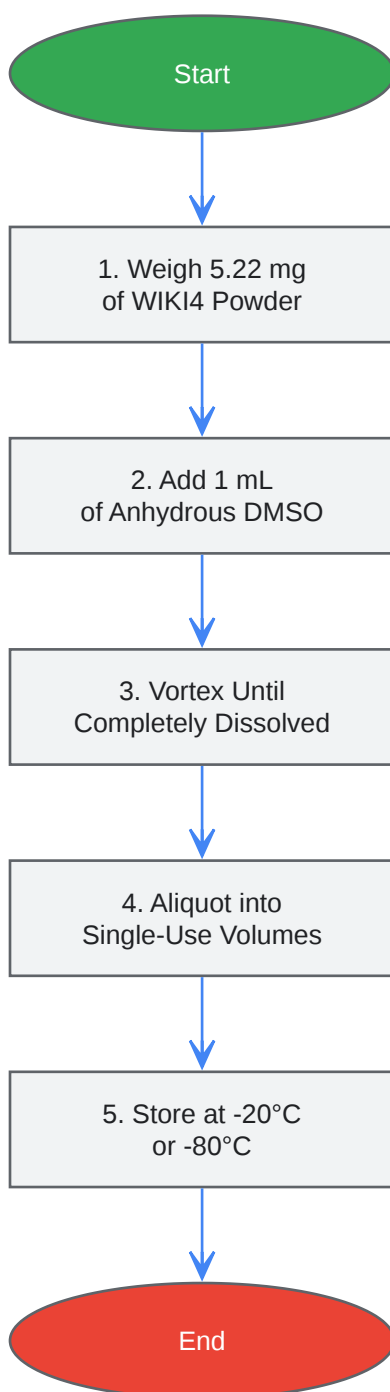 Start
1. Weigh 5.22 mg
of WIKI4 Powder
2. Add 1 mL
of Anhydrous DMSO
3. Vortex Until
Completely Dissolved
4. Aliquot into
Single-Use Volumes
5. Store at -20°C
or -80°C
End